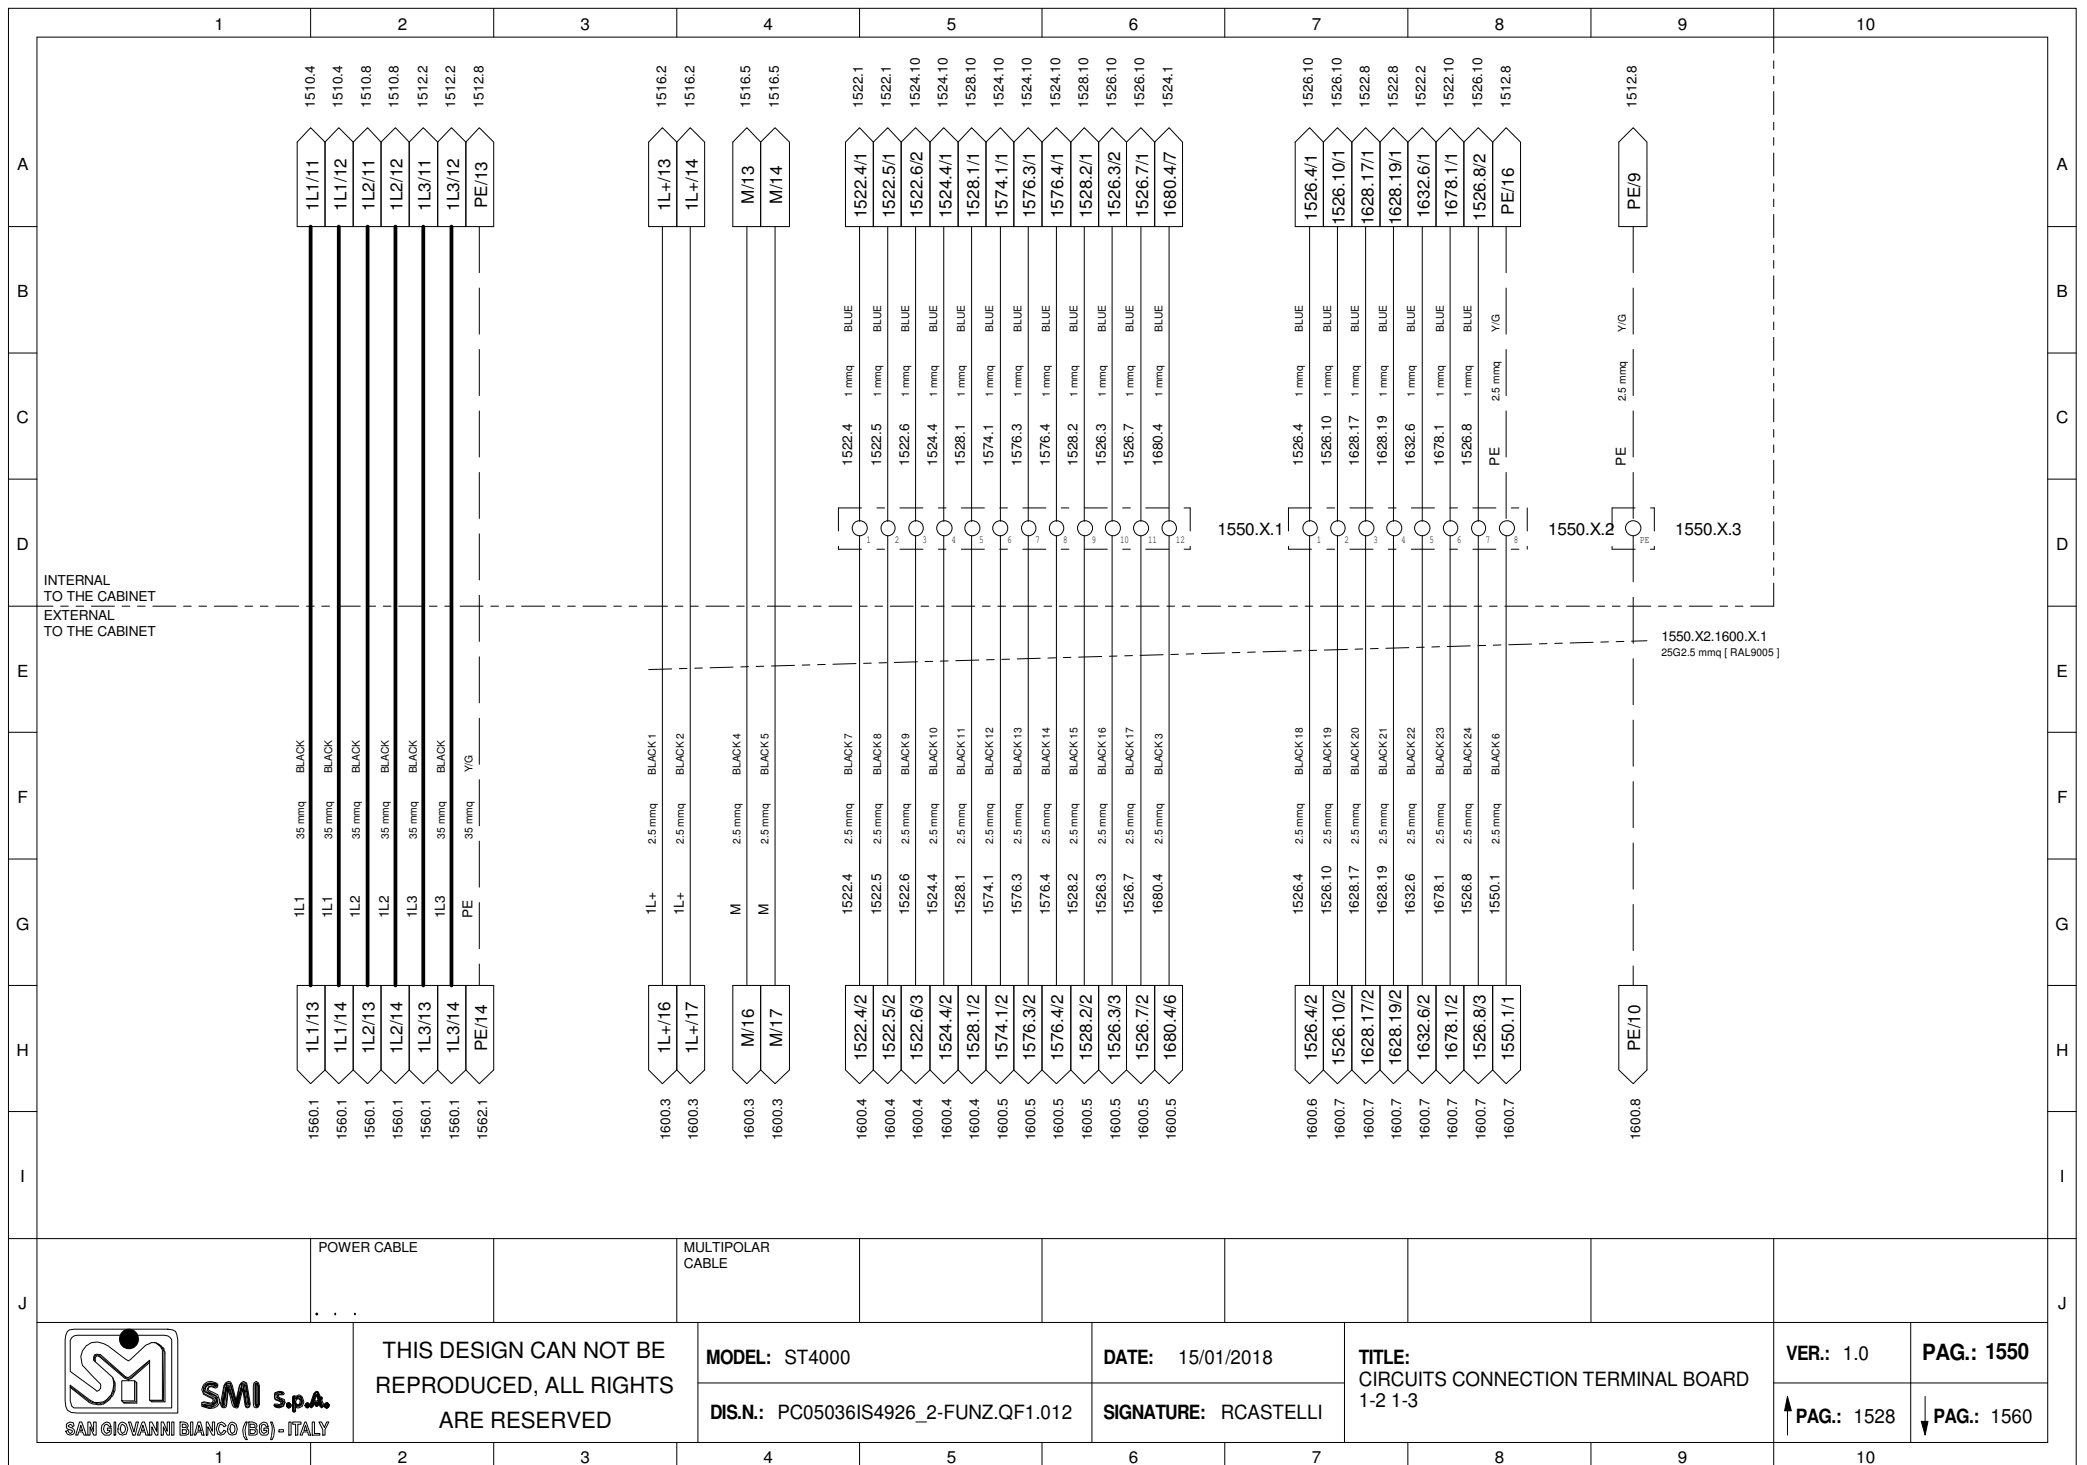 1 2 3 4 5 6 7 8 9 10
1510.4 1510.4 1510.8 1510.8 1512.2 1512.2 1512.8 1516.2 1516.2 1516.5 1516.5 1522.1 1522.1 1524.10 1524.10 1528.10 1524.10 1524.10 1524.10 1528.10 1526.10 1526.10 1524.1 1526.10 1526.10 1522.8 1522.8 1522.2 1522.10 1526.10 1512.8 1512.8
A 1L1/11 1L1/12 1L2/11 1L2/12 1L3/11 1L3/12 PE/13 1L+/13 1L+/14 M/13 M/14 1522.4/1 1522.5/1 1522.6/2 1524.4/1 1528.1/1 1574.1/1 1576.3/1 1576.4/1 1528.2/1 1526.3/2 1526.7/1 1680.4/7 1526.4/1 1526.10/1 1628.17/1 1628.19/1 1632.6/1 1678.1/1 1526.8/2 PE/16 PE/9 A
B BLUE BLUE BLUE BLUE BLUE BLUE BLUE BLUE BLUE BLUE BLUE BLUE BLUE BLUE BLUE BLUE BLUE BLUE BLUE Y/G Y/G B
1 mmq 1 mmq 1 mmq 1 mmq 1 mmq 1 mmq 1 mmq 1 mmq 1 mmq 1 mmq 1 mmq 1 mmq 1 mmq 1 mmq 1 mmq 1 mmq 1 mmq 1 mmq 1 mmq 2.5 mmq 2.5 mmq
C 1522.4 1522.5 1522.6 1524.4 1528.1 1574.1 1576.3 1576.4 1528.2 1526.3 1526.7 1680.4 1526.4 1526.10 1628.17 1628.19 1632.6 1678.1 1526.8 PE PE C
D 1 2 3 4 5 6 7 8 9 10 11 12 1550.X.1 1 2 3 4 5 6 7 8 1550.X.2 PE 1550.X.3 D
INTERNAL
TO THE CABINET
EXTERNAL
TO THE CABINET
1550.X2.1600.X.1
25G2.5 mmq [ RAL9005 ]
E E
BLACK BLACK BLACK BLACK BLACK BLACK Y/G BLACK 1 BLACK 2 BLACK 4 BLACK 5 BLACK 7 BLACK 8 BLACK 9 BLACK 10 BLACK 11 BLACK 12 BLACK 13 BLACK 14 BLACK 15 BLACK 16 BLACK 17 BLACK 3 BLACK 18 BLACK 19 BLACK 20 BLACK 21 BLACK 22 BLACK 23 BLACK 24 BLACK 6
F 35 mmq 35 mmq 35 mmq 35 mmq 35 mmq 35 mmq 35 mmq 2.5 mmq 2.5 mmq 2.5 mmq 2.5 mmq 2.5 mmq 2.5 mmq 2.5 mmq 2.5 mmq 2.5 mmq 2.5 mmq 2.5 mmq 2.5 mmq 2.5 mmq 2.5 mmq 2.5 mmq 2.5 mmq 2.5 mmq 2.5 mmq 2.5 mmq 2.5 mmq 2.5 mmq 2.5 mmq 2.5 mmq 2.5 mmq F
G 1L1 1L1 1L2 1L2 1L3 1L3 PE 1L+ 1L+ M M 1522.4 1522.5 1522.6 1524.4 1528.1 1574.1 1576.3 1576.4 1528.2 1526.3 1526.7 1680.4 1526.4 1526.10 1628.17 1628.19 1632.6 1678.1 1526.8 1550.1 G
H 1L1/13 1L1/14 1L2/13 1L2/14 1L3/13 1L3/14 PE/14 1L+/16 1L+/17 M/16 M/17 1522.4/2 1522.5/2 1522.6/3 1524.4/2 1528.1/2 1574.1/2 1576.3/2 1576.4/2 1528.2/2 1526.3/3 1526.7/2 1680.4/6 1526.4/2 1526.10/2 1628.17/2 1628.19/2 1632.6/2 1678.1/2 1526.8/3 1550.1/1 PE/10 H
1560.1 1560.1 1560.1 1560.1 1560.1 1560.1 1562.1 1600.3 1600.3 1600.3 1600.3 1600.4 1600.4 1600.4 1600.4 1600.4 1600.5 1600.5 1600.5 1600.5 1600.5 1600.5 1600.5 1600.6 1600.7 1600.7 1600.7 1600.7 1600.7 1600.7 1600.7 1600.8
I I
POWER CABLE MULTIPOLAR
CABLE
J . . . J
SMI S.p.A.
SAN GIOVANNI BIANCO (BG) - ITALY
THIS DESIGN CAN NOT BE
REPRODUCED, ALL RIGHTS
ARE RESERVED
MODEL: ST4000
DIS.N.: PC05036IS4926_2-FUNZ.QF1.012
DATE: 15/01/2018
SIGNATURE: RCASTELLI
TITLE:
CIRCUITS CONNECTION TERMINAL BOARD
1-2 1-3
VER.: 1.0 PAG.: 1550
PAG.: 1528 PAG.: 1560
1 2 3 4 5 6 7 8 9 10